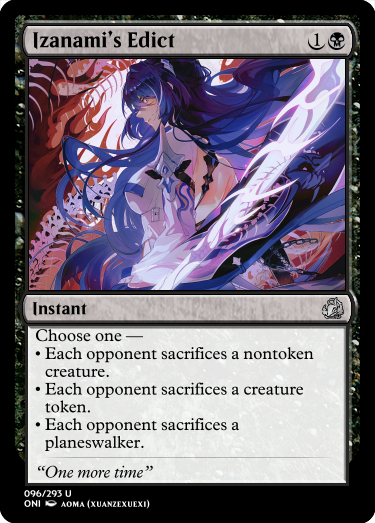 Izanami's Edict 1
Instant
Choose one —
• Each opponent sacrifices a nontoken
creature.
• Each opponent sacrifices a creature
token.
• Each opponent sacrifices a
planeswalker.
“One more time”
096/293 U
ONI AOMA (XUANZEXUEXI)